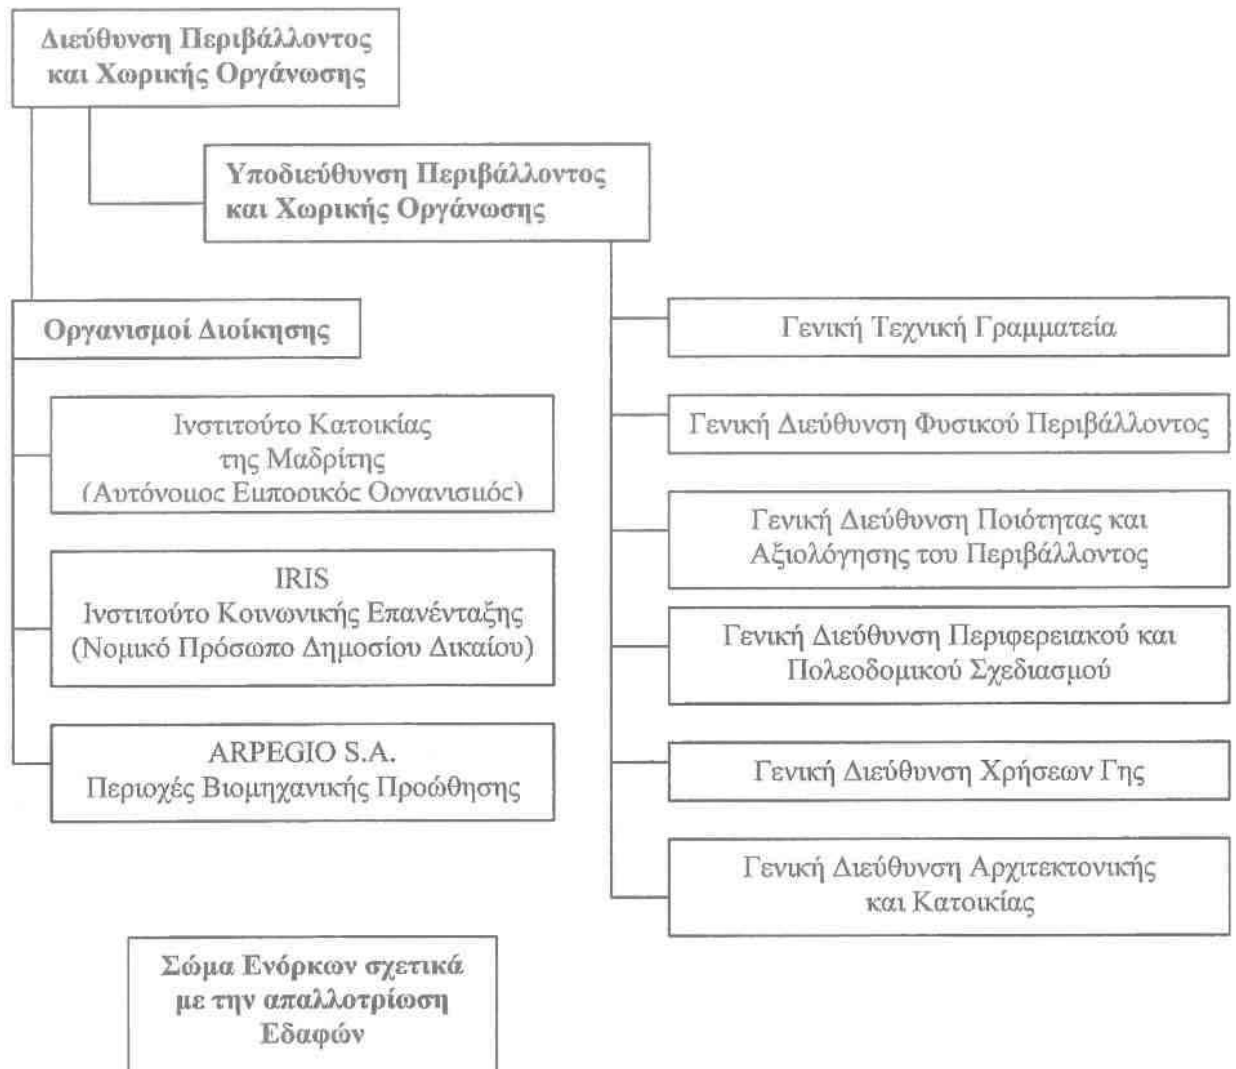 Διεύθυνση Περιβάλλοντος
και Χωρικής Οργάνωσης
Υποδιεύθυνση Περιβάλλοντος
και Χωρικής Οργάνωσης
Οργανισμοί Διοίκησης
Ινστιτούτο Κατοικίας
της Μαδρίτης
(Αυτόνομος Εμπορικός Οργανισμός)
IRIS
Ινστιτούτο Κοινωνικής Επανένταξης
(Νομικό Πρόσωπο Δημοσίου Δικαίου)
ARPEGIO S.A.
Περιοχές Βιομηχανικής Προώθησης
Γενική Τεχνική Γραμματεία
Γενική Διεύθυνση Φυσικού Περιβάλλοντος
Γενική Διεύθυνση Ποιότητας και
Αξιολόγησης του Περιβάλλοντος
Γενική Διεύθυνση Περιφερειακού και
Πολεοδομικού Σχεδιασμού
Γενική Διεύθυνση Χρήσεων Γης
Γενική Διεύθυνση Αρχιτεκτονικής
και Κατοικίας
Σώμα Ενόρκων σχετικά
με την απαλλοτρίωση
Εδαφών